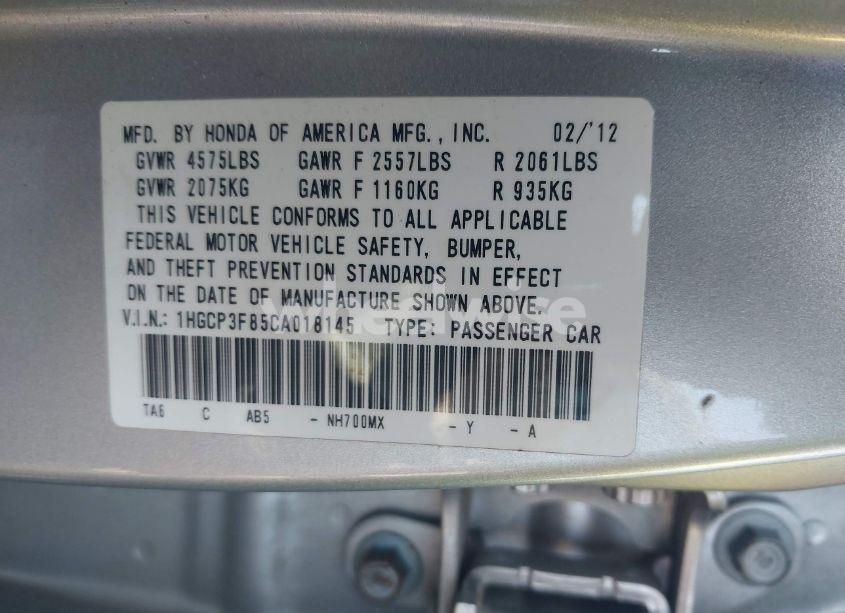 MFD. BY HONDA OF AMERICA MFG., INC. 02/'12
GVWR 4575LBS GAWR F 2557LBS R 2061LBS
GVWR 2075KG GAWR F 1160KG R 935KG
THIS VEHICLE CONFORMS TO ALL APPLICABLE
FEDERAL MOTOR VEHICLE SAFETY, BUMPER,
AND THEFT PREVENTION STANDARDS IN EFFECT
ON THE DATE OF MANUFACTURE SHOWN ABOVE.
wheelwise
V.I.N.: 1HGCP3F85CA018145 TYPE: PASSENGER CAR
TA6 C AB5 - NH700MX - Y - A